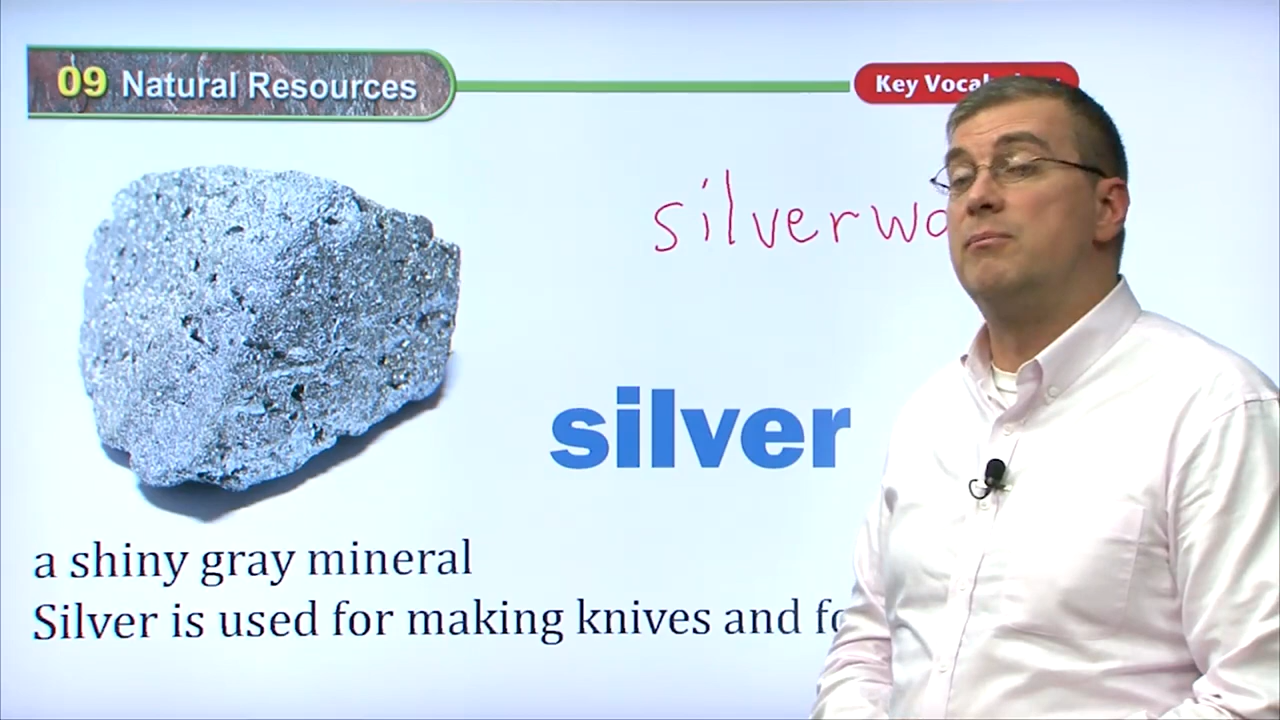 09 Natural Resources
Key
silver
a shiny gray mineral
Silver is used for making knives and